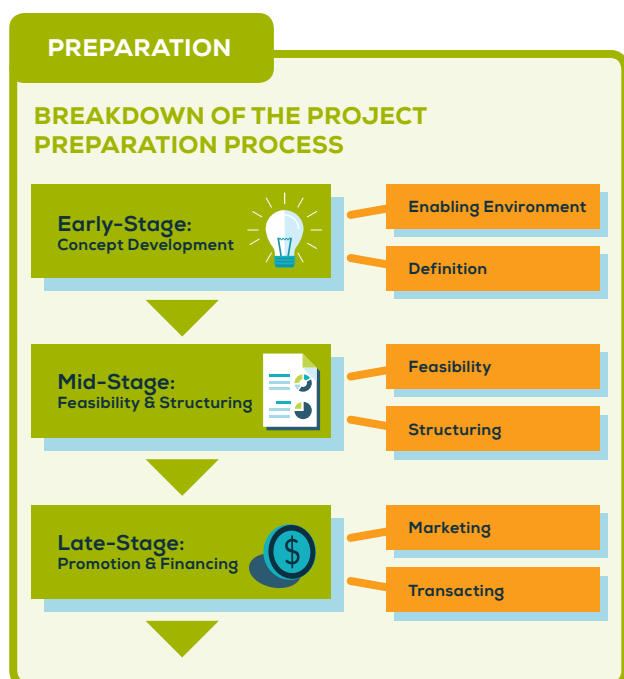 PREPARATION
BREAKDOWN OF THE PROJECT
PREPARATION PROCESS
Early-Stage:
Concept Development
Enabling Environment
Definition
Mid-Stage:
Feasibility & Structuring
Feasibility
Structuring
Late-Stage:
Promotion & Financing
$
Marketing
Transacting